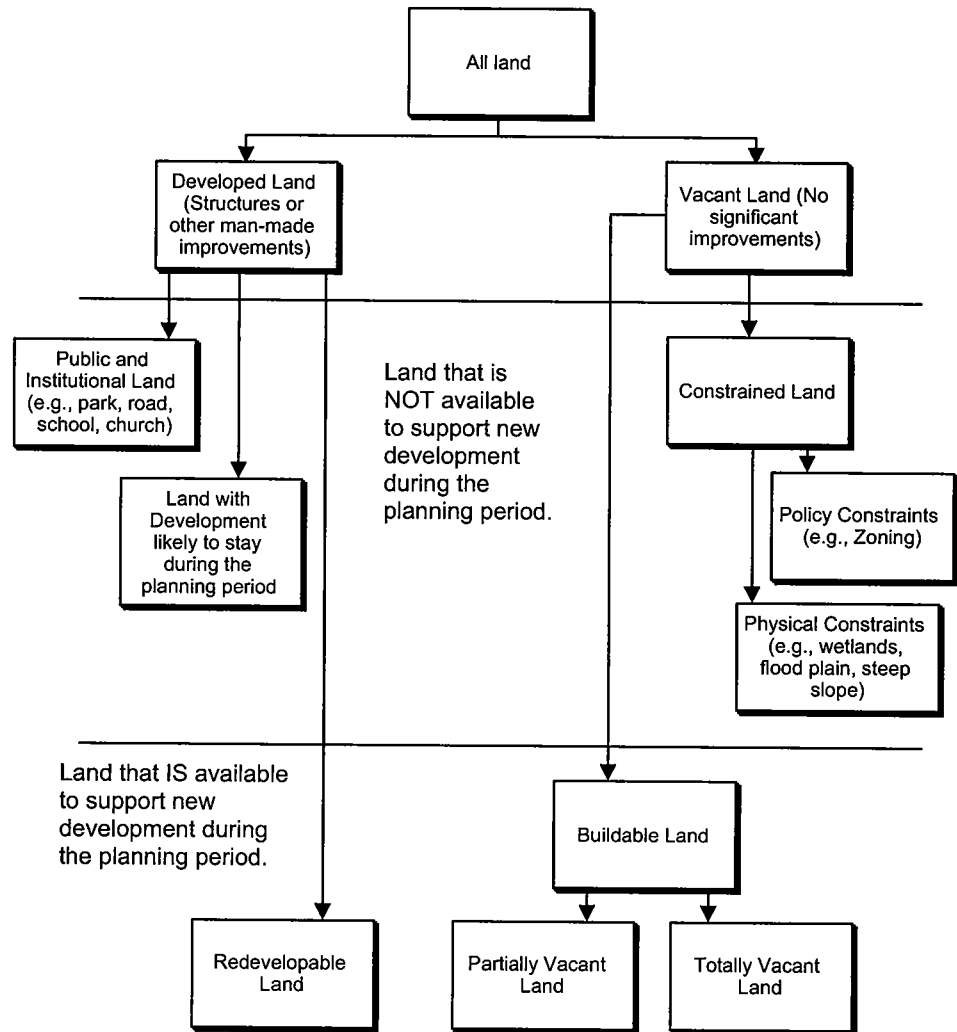 All land
Developed Land
(Structures or
other man-made
improvements)
Vacant Land (No
significant
improvements)
Public and
Institutional Land
(e.g., park, road,
school, church)
Land with
Development
likely to stay
during the
planning period
Land that is
NOT available
to support new
development
during the
planning period.
Constrained Land
Policy Constraints
(e.g., Zoning)
Physical Constraints
(e.g., wetlands,
flood plain, steep
slope)
Land that IS available
to support new
development during
the planning period.
Buildable Land
Redevelopable
Land
Partially Vacant
Land
Totally Vacant
Land